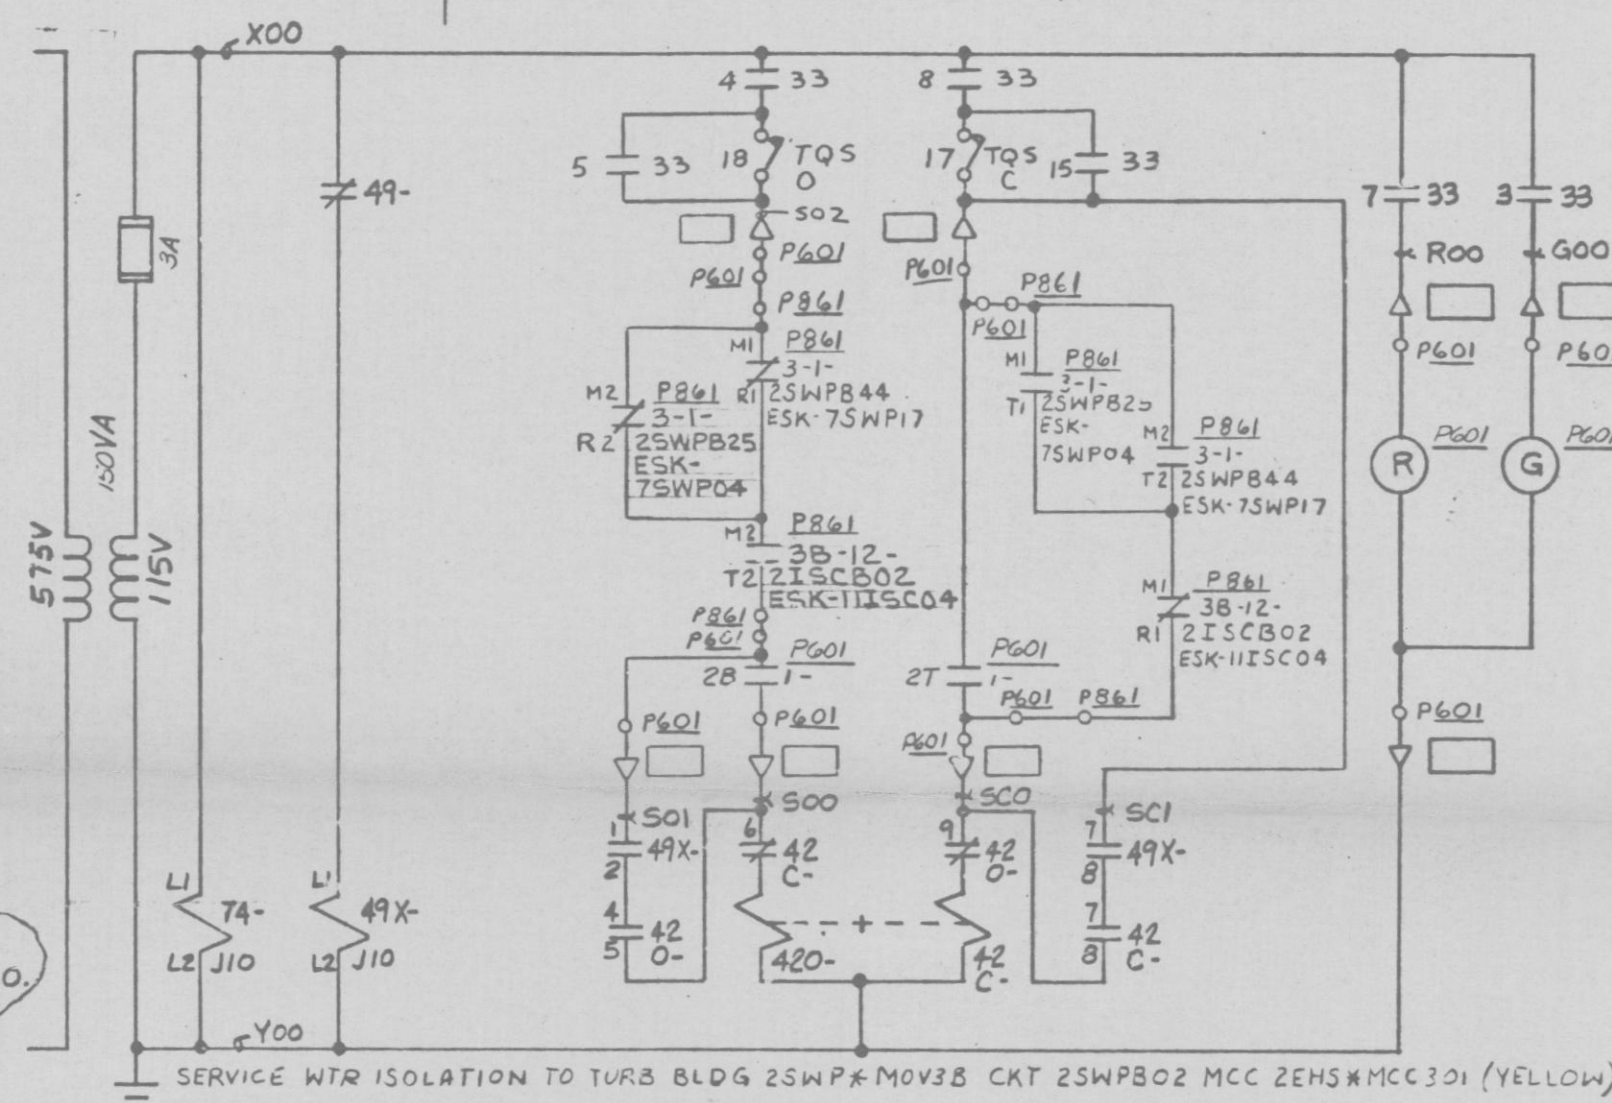 X00
4 33
8 33
5 33
18 TQS
O
17 TQS
C
15 33
49-
7 33
3 33
3A
S02
P601
P601
P861
P601
P861
P601
R00
G00
P601
P601
P601
M1 P861
3-1-
R1 2SWPB44
ESK-7SWP17
M2 P861
3-1-
R2 2SWPB25
ESK-
7SWP04
M1 P861
3-1-
T1 2SWPB25
ESK-
7SWP04
M2 P861
3-1-
T2 2SWPB44
ESK-7SWP17
R
G
P601
150VA
575V
115V
M2 P861
3B-12-
T2 2ISCB02
ESK-11ISC04
P861
P601
M1 P861
3B-12-
R1 2ISCB02
ESK-11ISC04
2B P601
1-
2T P601
1-
P601 P861
P601
P601
P601
P601
S01
S00
SC0
SC1
1
49X-
2
6 42
C-
9 42
O-
7
49X-
8
4
42
5 O-
7
42
8 C-
L1
74-
L2 J10
L1
49X-
L2 J10
42O-
+
42
C-
O.
Y00
SERVICE WTR ISOLATION TO TURB BLDG 2SWP*MOV3B CKT 2SWPB02 MCC 2EHS*MCC301 (YELLOW)